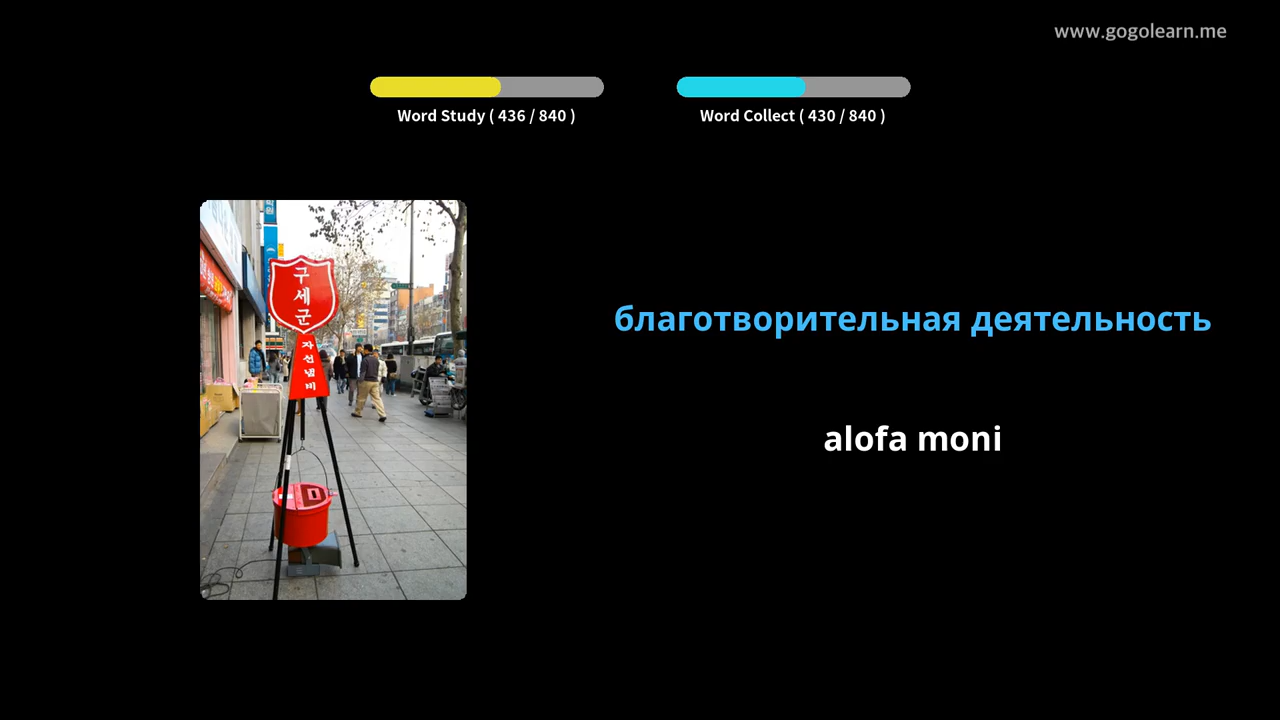 www.gogolearn.me
Word Study ( 436 / 840 )
Word Collect ( 430 / 840 )
구세군
자선냄비
благотворительная деятельность
alofa moni